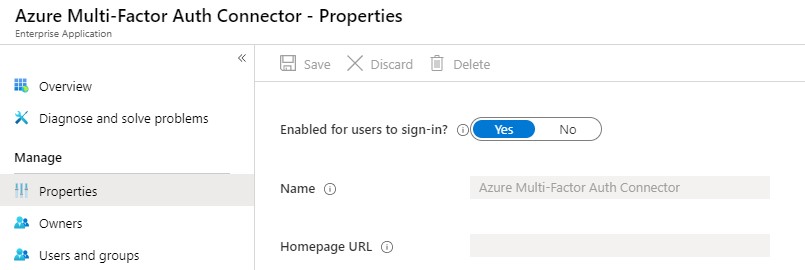 Azure Multi-Factor Auth Connector - Properties
Enterprise Application
«
Overview
Diagnose and solve problems
Manage
Properties
Owners
Users and groups
Save Discard Delete
Enabled for users to sign-in? Yes No
Name Azure Multi-Factor Auth Connector
Homepage URL